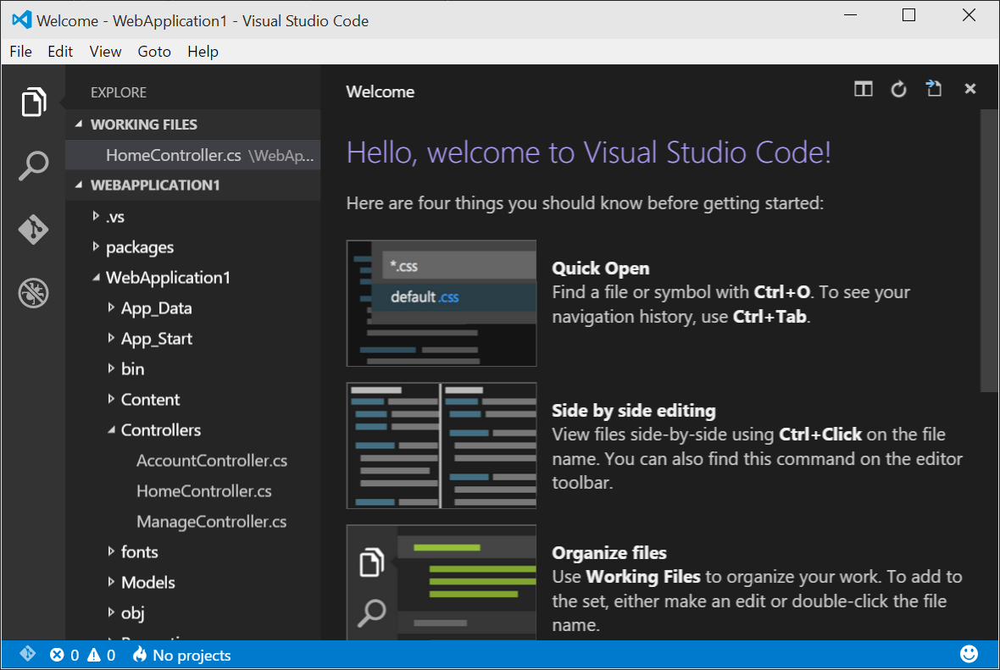 Welcome - WebApplication1 - Visual Studio Code
File Edit View Goto Help
EXPLORE
WORKING FILES
HomeController.cs \WebAp...
WEBAPPLICATION1
.vs
packages
WebApplication1
App_Data
App_Start
bin
Content
Controllers
AccountController.cs
HomeController.cs
ManageController.cs
fonts
Models
obj
Welcome
Hello, welcome to Visual Studio Code!
Here are four things you should know before getting started:
*.css
default.css
Quick Open
Find a file or symbol with Ctrl+O. To see your
navigation history, use Ctrl+Tab.
Side by side editing
View files side-by-side using Ctrl+Click on the file
name. You can also find this command on the editor
toolbar.
Organize files
Use Working Files to organize your work. To add to
the set, either make an edit or double-click the file
name.
0 0 No projects